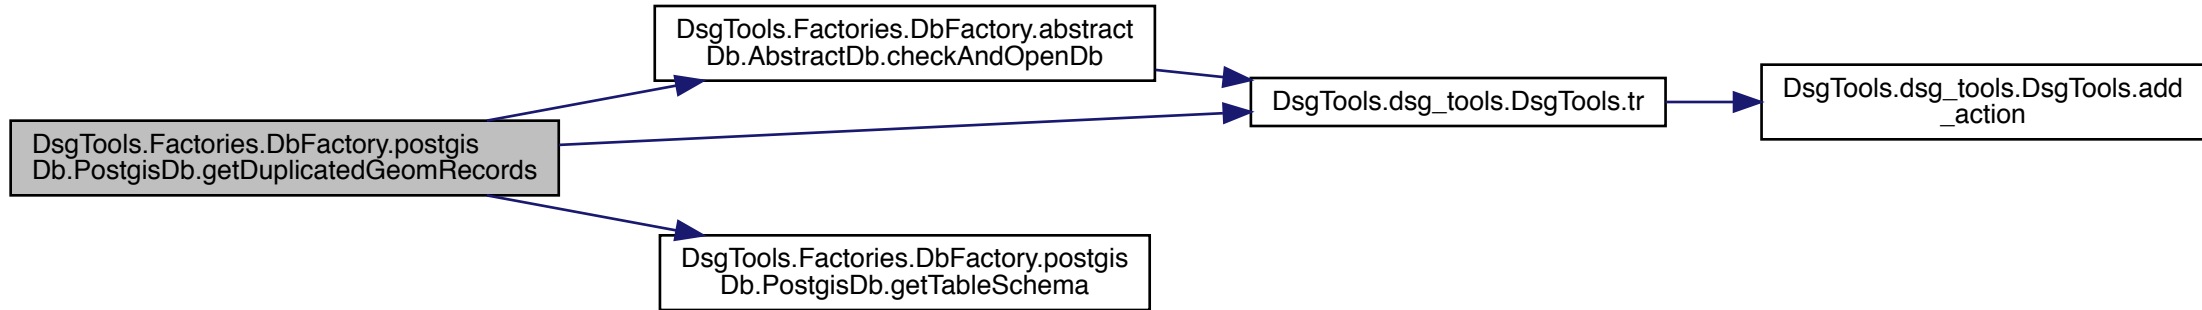 DsgTools.Factories.DbFactory.postgis
Db.PostgisDb.getDuplicatedGeomRecords
DsgTools.Factories.DbFactory.abstract
Db.AbstractDb.checkAndOpenDb
DsgTools.dsg_tools.DsgTools.tr
DsgTools.dsg_tools.DsgTools.add
_action
DsgTools.Factories.DbFactory.postgis
Db.PostgisDb.getTableSchema